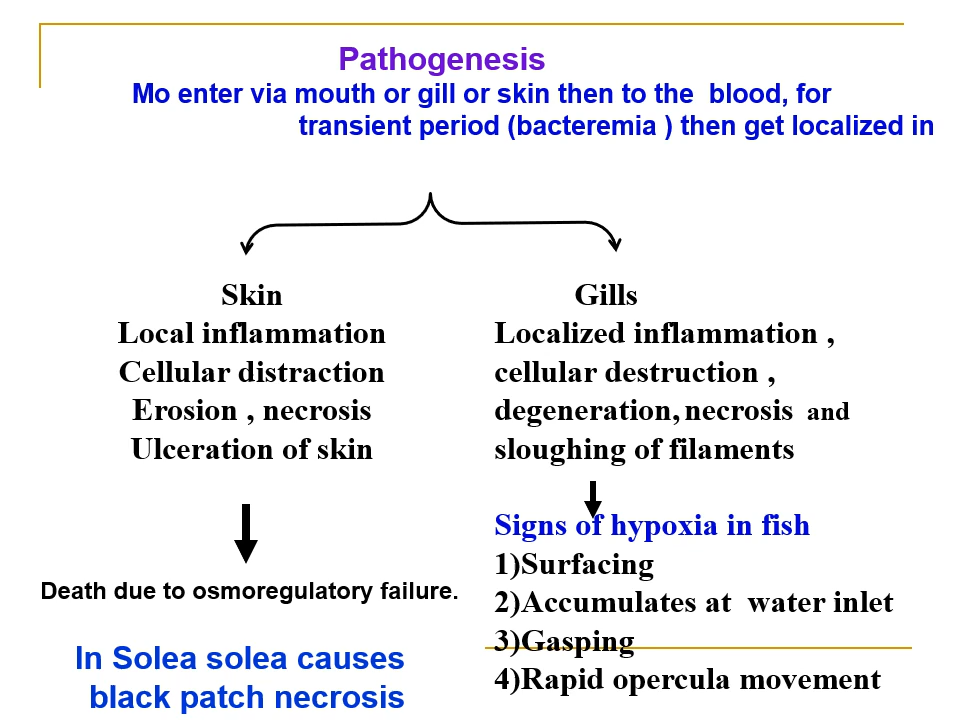 Pathogenesis
Mo enter via mouth or gill or skin then to the blood, for
transient period (bacteremia ) then get localized in
Skin
Local inflammation
Cellular distraction
Erosion , necrosis
Ulceration of skin
Death due to osmoregulatory failure.
In Solea solea causes
black patch necrosis
Gills
Localized inflammation ,
cellular destruction ,
degeneration, necrosis and
sloughing of filaments
Signs of hypoxia in fish
1)Surfacing
2)Accumulates at water inlet
3)Gasping
4)Rapid opercula movement